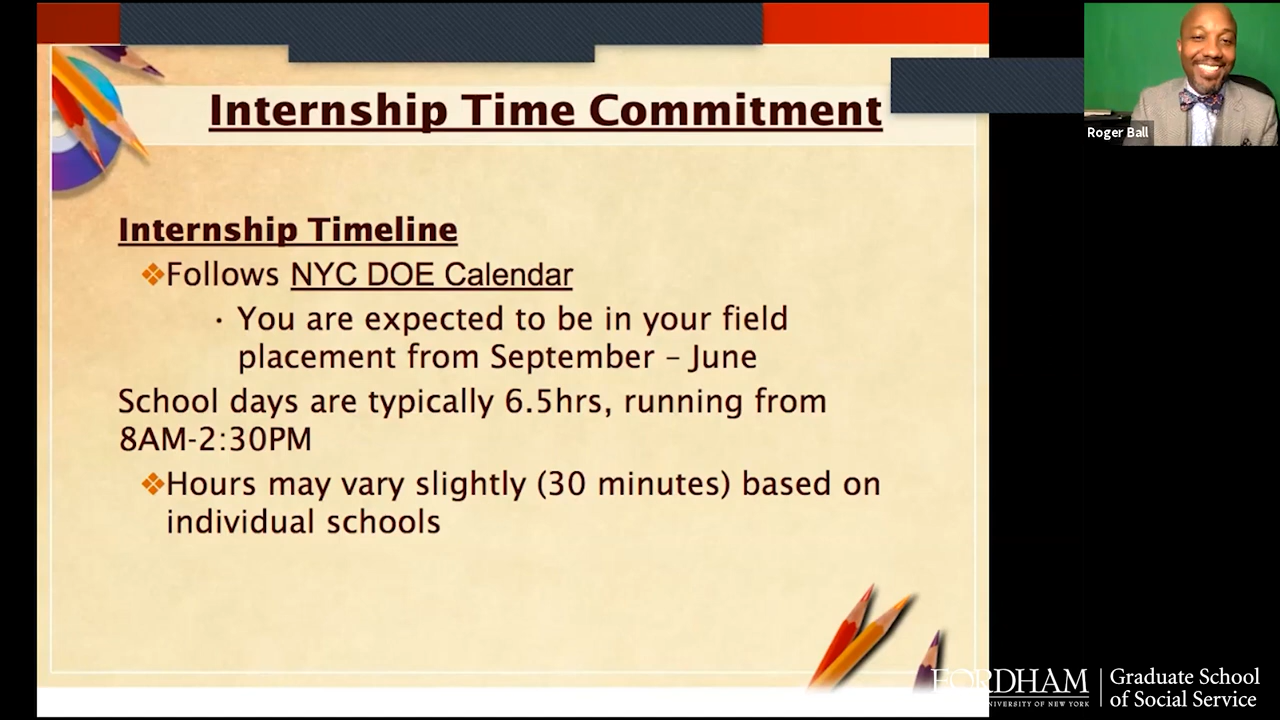 Internship Time Commitment
Roger Ball
Internship Timeline
❖Follows NYC DOE Calendar
· You are expected to be in your field
placement from September – June
School days are typically 6.5hrs, running from
8AM-2:30PM
❖Hours may vary slightly (30 minutes) based on
individual schools
FORDHAM
UNIVERSITY OF NEW YORK
Graduate School
of Social Service